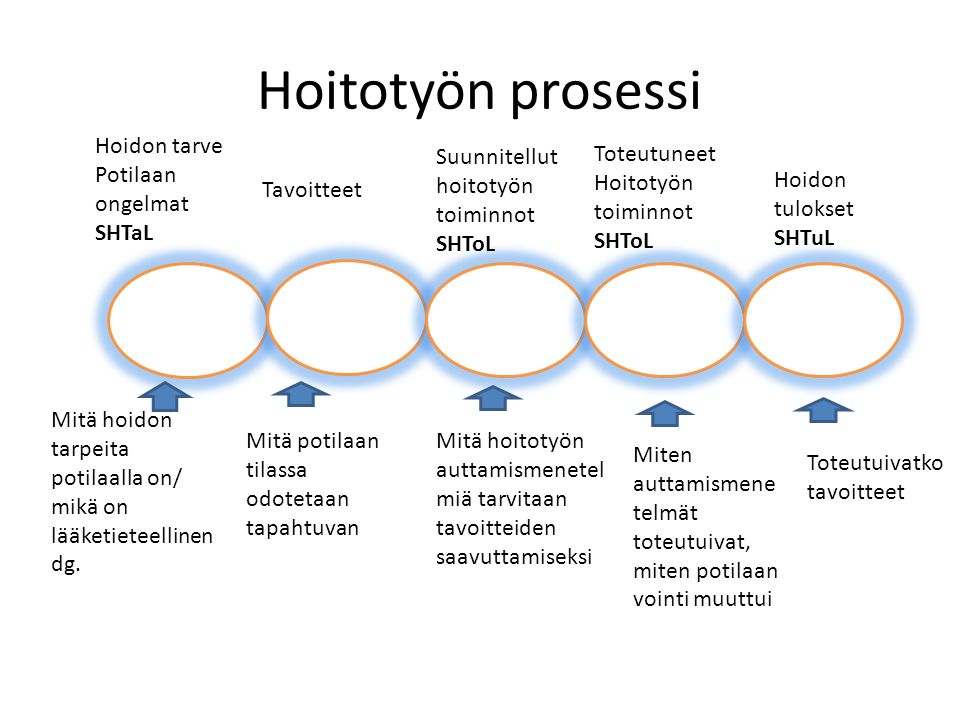 Hoitotyön prosessi
Hoidon tarve
Potilaan
ongelmat
SHTaL
Tavoitteet
Suunnitellut
hoitotyön
toiminnot
SHToL
Toteutuneet
Hoitotyön
toiminnot
SHToL
Hoidon
tulokset
SHTuL
Mitä hoidon
tarpeita
potilaalla on/
mikä on
lääketieteellinen
dg.
Mitä potilaan
tilassa
odotetaan
tapahtuvan
Mitä hoitotyön
auttamismenetel
miä tarvitaan
tavoitteiden
saavuttamiseksi
Miten
auttamismene
telmät
toteutuivat,
miten potilaan
vointi muuttui
Toteutuivatko
tavoitteet